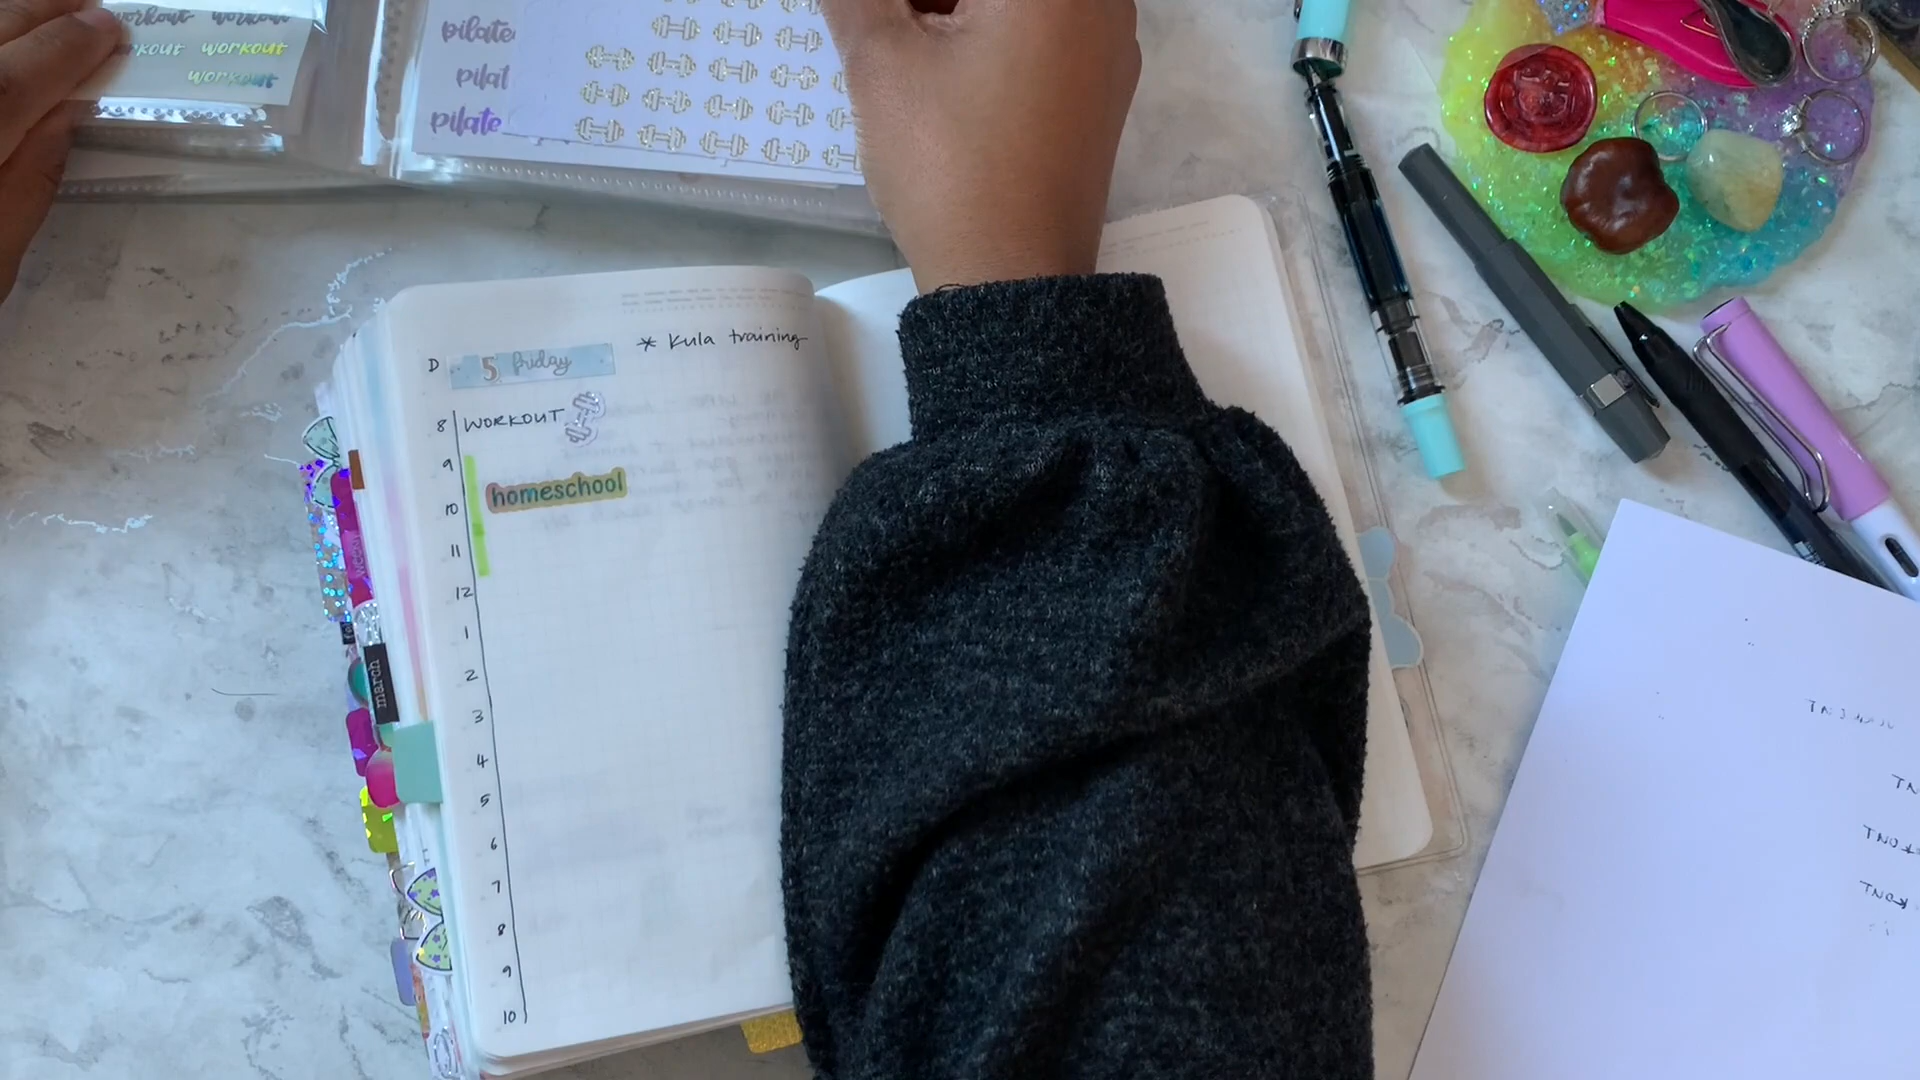 workout workout
workout
workout
pilate
pilat
pilate
* Kula training
D 5 friday
8 WORKOUT
9
homeschool
10
11
12
1
2
march
3
4
5
6
7
8
9
10